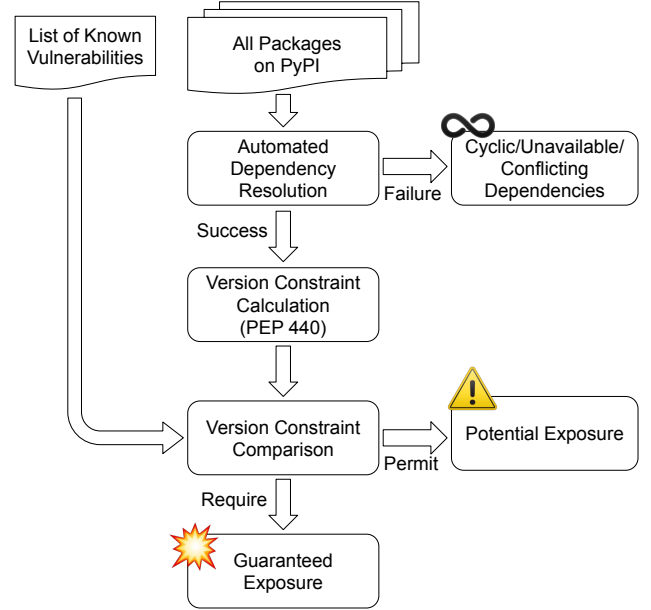 List of Known
Vulnerabilities
All Packages
on PyPI
Automated
Dependency
Resolution
Failure
Cyclic/Unavailable/
Conflicting
Dependencies
Success
Version Constraint
Calculation
(PEP 440)
Version Constraint
Comparison
Permit
Potential Exposure
Require
Guaranteed
Exposure